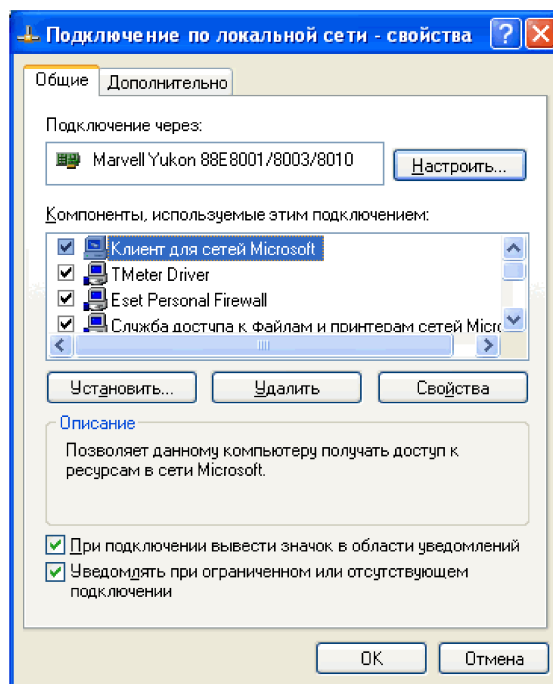 Подключение по локальной сети - свойства
Общие
Дополнительно
Подключение через:
Marvell Yukon 88E8001/8003/8010
Настроить...
Компоненты, используемые этим подключением:
Клиент для сетей Microsoft
TMeter Driver
Eset Personal Firewall
Служба доступа к файлам и принтерам сетей Micro
Установить...
Удалить
Свойства
Описание
Позволяет данному компьютеру получать доступ к
ресурсам в сети Microsoft.
При подключении вывести значок в области уведомлений
Уведомлять при ограниченном или отсутствующем
подключении
OK
Отмена